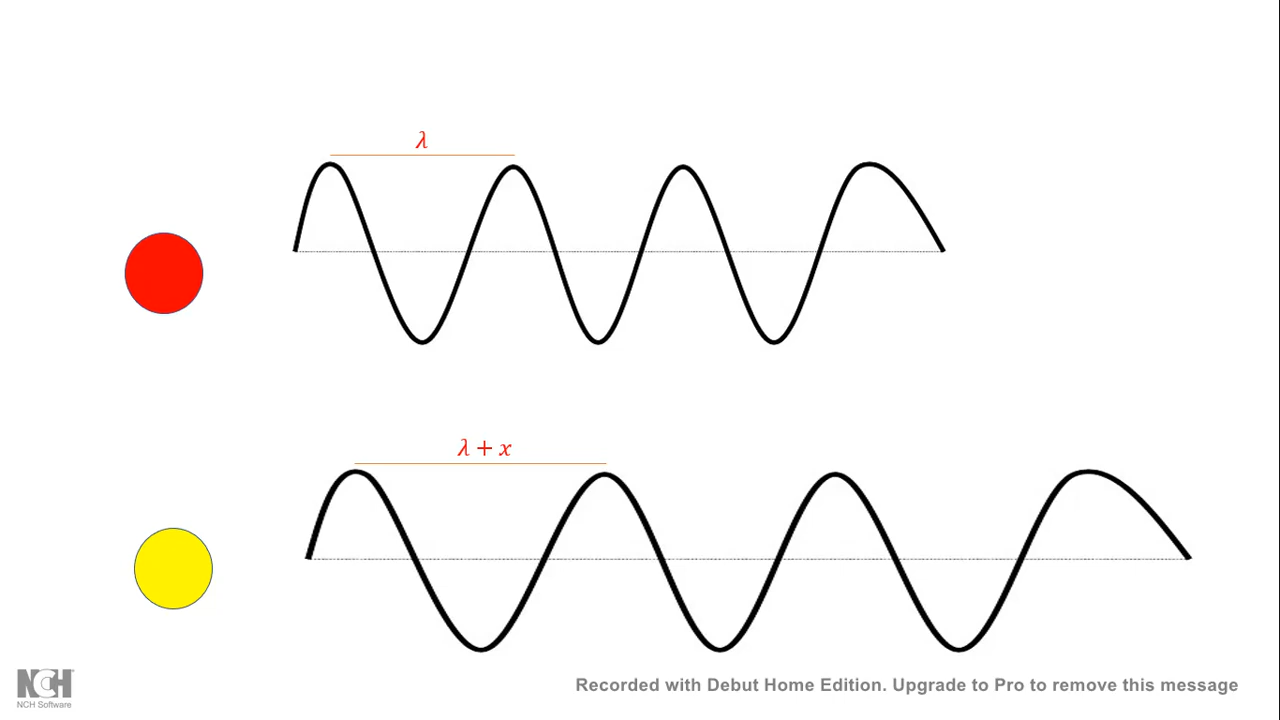 λ
λ + x
NCH
NCH Software
Recorded with Debut Home Edition. Upgrade to Pro to remove this message